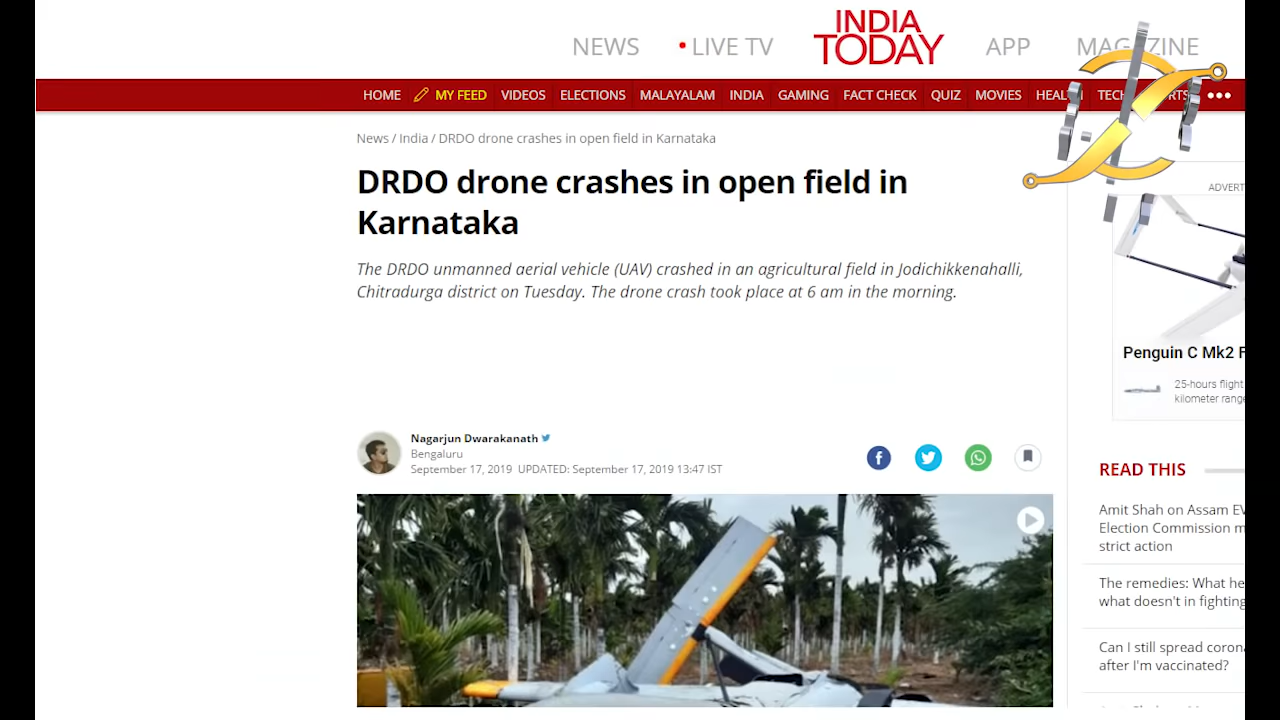 NEWS LIVE TV INDIA TODAY APP
HOME MY FEED VIDEOS ELECTIONS MALAYALAM INDIA GAMING FACT CHECK QUIZ MOVIES
News / India / DRDO drone crashes in open field in Karnataka
DRDO drone crashes in open field in
Karnataka
The DRDO unmanned aerial vehicle (UAV) crashed in an agricultural field in Jodichikkenahalli,
Chitradurga district on Tuesday. The drone crash took place at 6 am in the morning.
Nagarjun Dwarakanath
Bengaluru
September 17, 2019 UPDATED: September 17, 2019 13:47 IST
ADVERT
Penguin C Mk2 F
25-hours flight
kilometer range
READ THIS
Amit Shah on Assam EV
Election Commission m
strict action
The remedies: What he
what doesn't in fighting
Can I still spread coron
after I'm vaccinated?